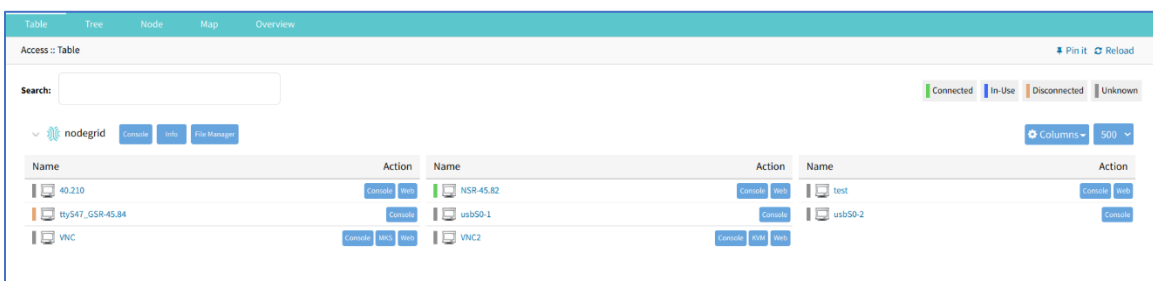 Table Tree Node Map Overview
Access :: Table Pin it Reload
Search: Connected In-Use Disconnected Unknown
nodegrid Console Info File Manager Columns 500
Name Action Name Action Name Action
40.210 Console Web NSR-45.82 Console Web test Console Web
ttyS47_GSR-45.84 Console usbS0-1 Console usbS0-2 Console
VNC Console MKS Web VNC2 Console KVM Web